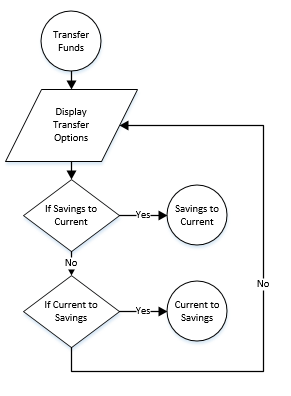 Transfer
Funds
Display
Transfer
Options
If Savings to
Current
Yes
Savings to
Current
No
If Current to
Savings
Yes
Current to
Savings
No